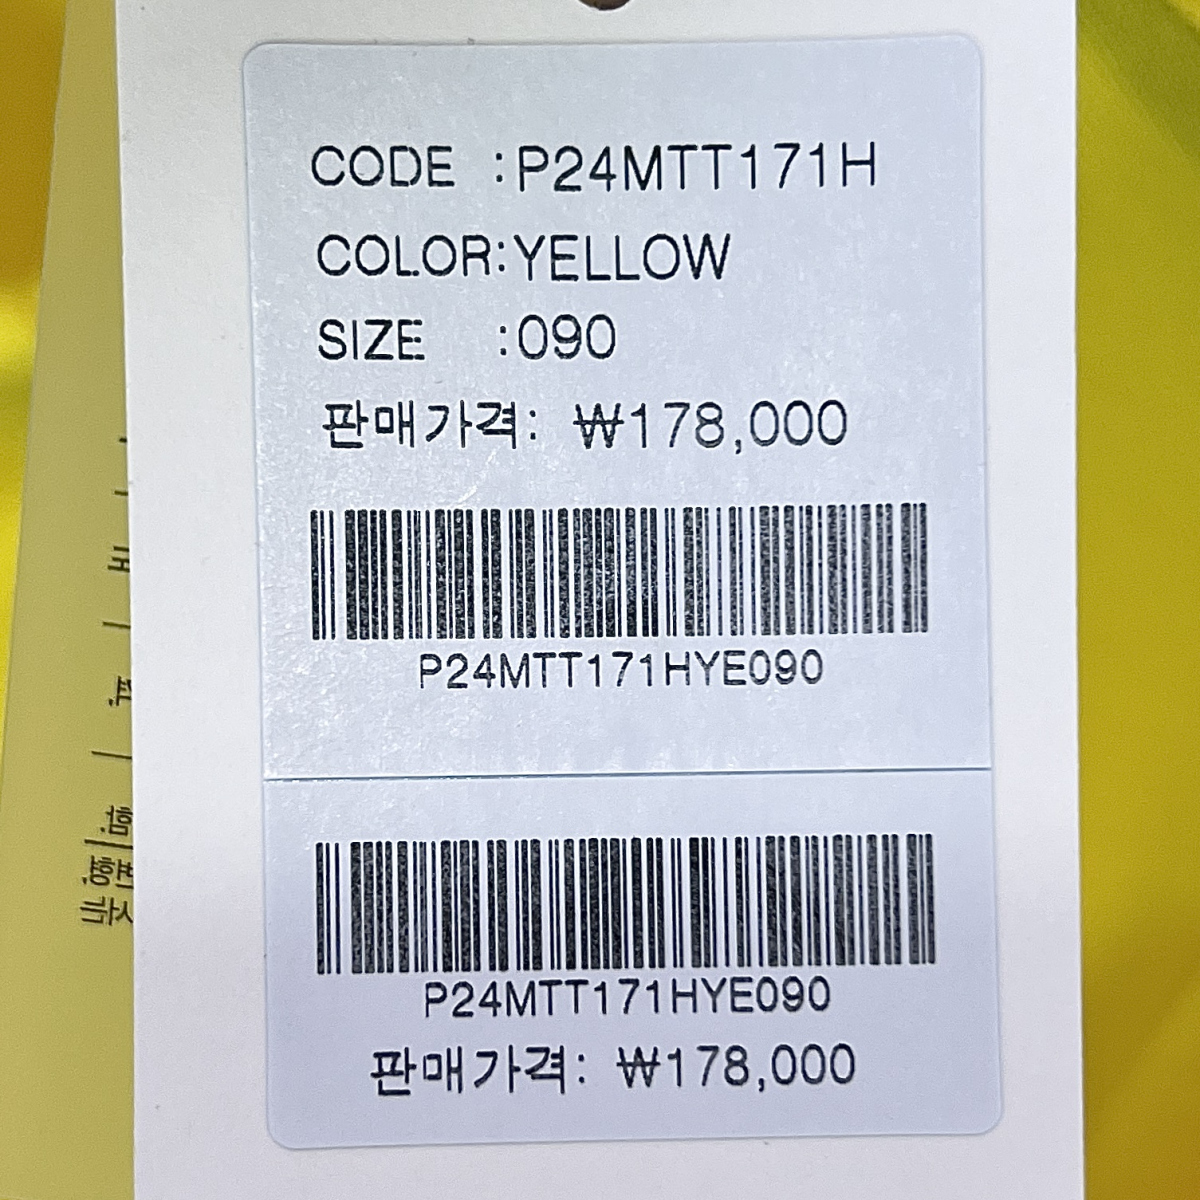 CODE :P24MTT171H
COLOR:YELLOW
SIZE :090
판매가격: ₩178,000
P24MTT171HYE090
P24MTT171HYE090
판매가격: ₩178,000